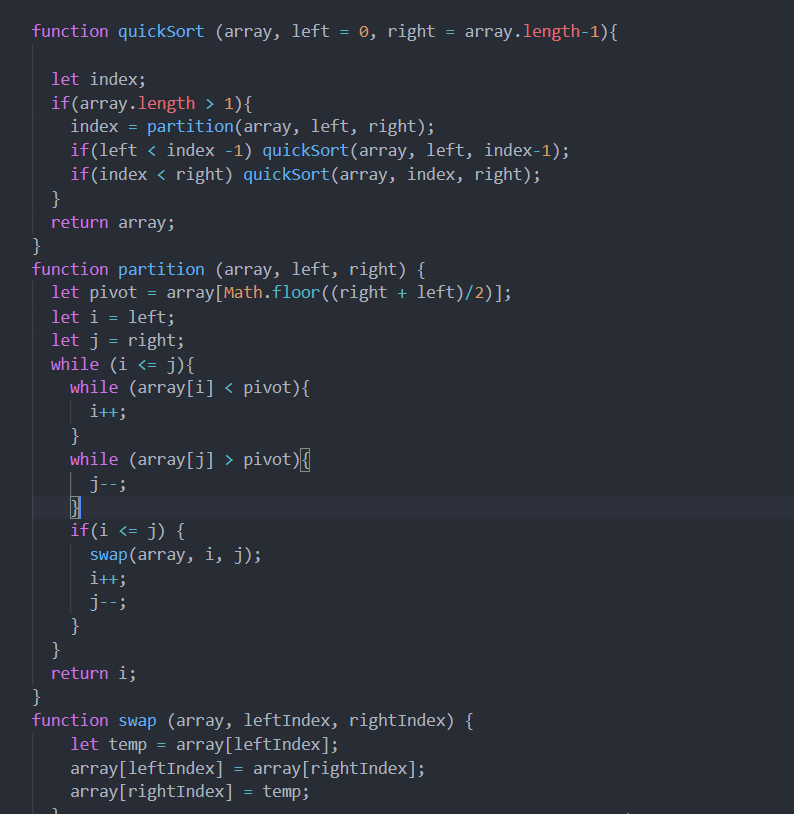 function quickSort (array, left = 0, right = array.length-1){
let index;
if(array.length > 1){
index = partition(array, left, right);
if(left < index -1) quickSort(array, left, index-1);
if(index < right) quickSort(array, index, right);
}
return array;
}
function partition (array, left, right) {
let pivot = array[Math.floor((right + left)/2)];
let i = left;
let j = right;
while (i <= j){
while (array[i] < pivot){
i++;
}
while (array[j] > pivot){
j--;
}
if(i <= j) {
swap(array, i, j);
i++;
j--;
}
}
return i;
}
function swap (array, leftIndex, rightIndex) {
let temp = array[leftIndex];
array[leftIndex] = array[rightIndex];
array[rightIndex] = temp;